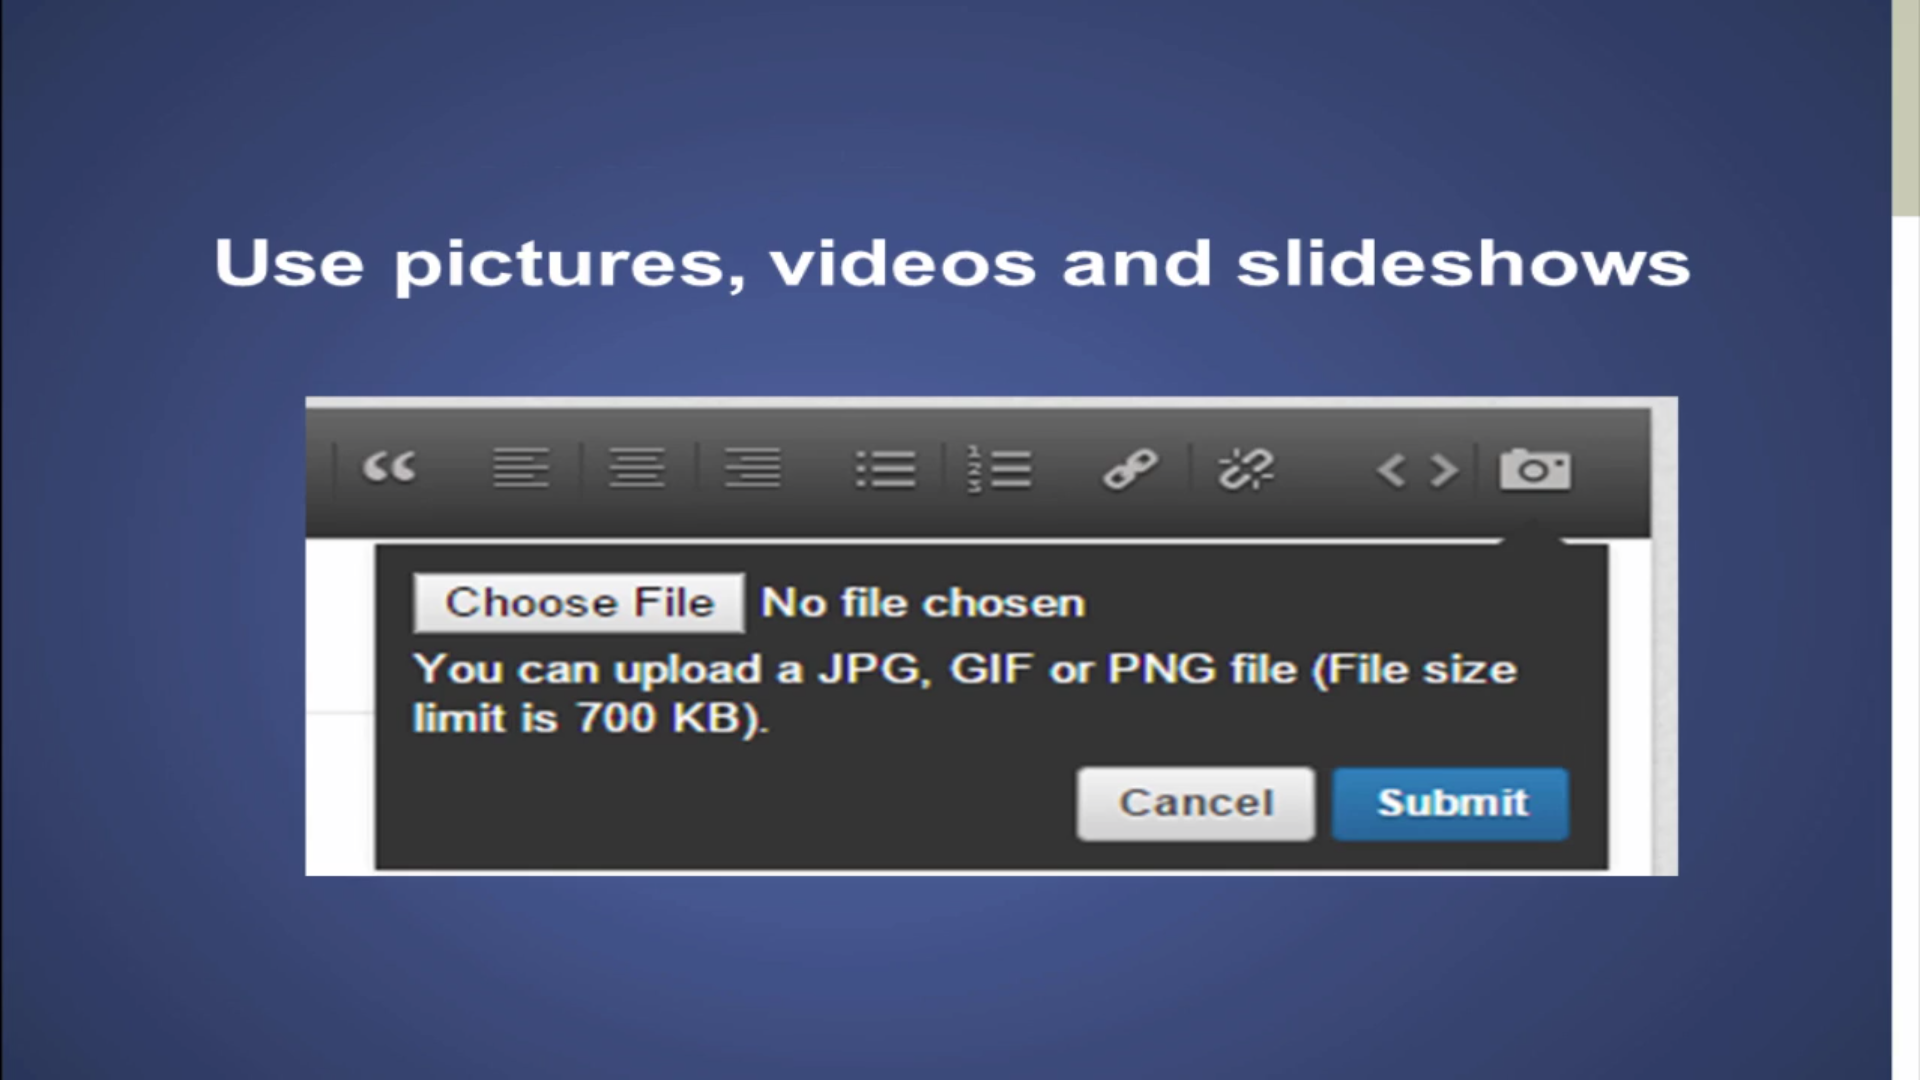 Use pictures, videos and slideshows
Choose File No file chosen
You can upload a JPG, GIF or PNG file (File size
limit is 700 KB).
Cancel Submit